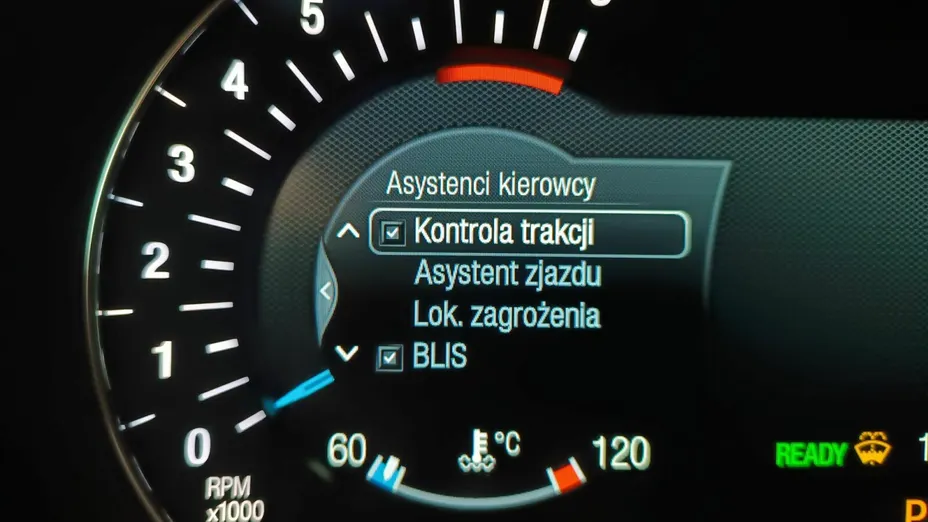 5
4
3
2
1
0
RPM
x1000
Asystenci kierowcy
Kontrola trakcji
Asystent zjazdu
Lok. zagrożenia
BLIS
60
°C
120
READY